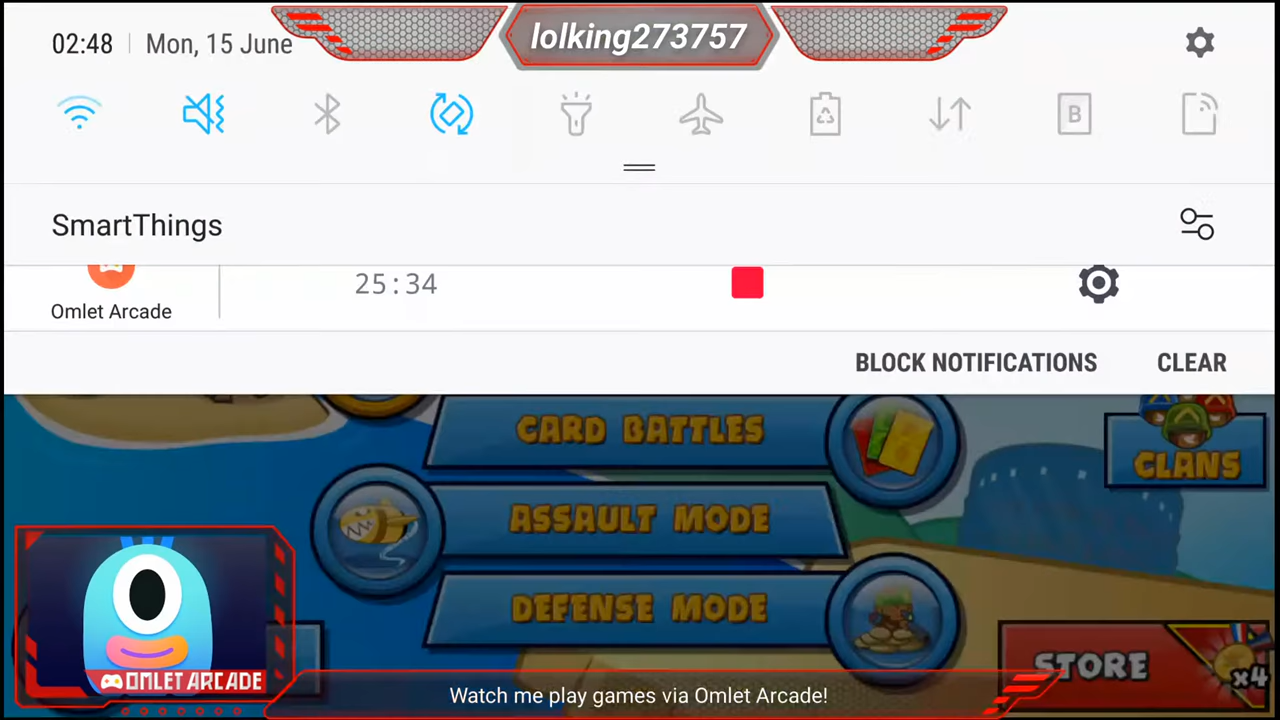 lolking273757
02:48 | Mon, 15 June
B
SmartThings
25:34
Omlet Arcade
BLOCK NOTIFICATIONS CLEAR
CARD BATTLES
CLANS
ASSAULT MODE
DEFENSE MODE
STORE
x4
OMLET ARCADE
Watch me play games via Omlet Arcade!